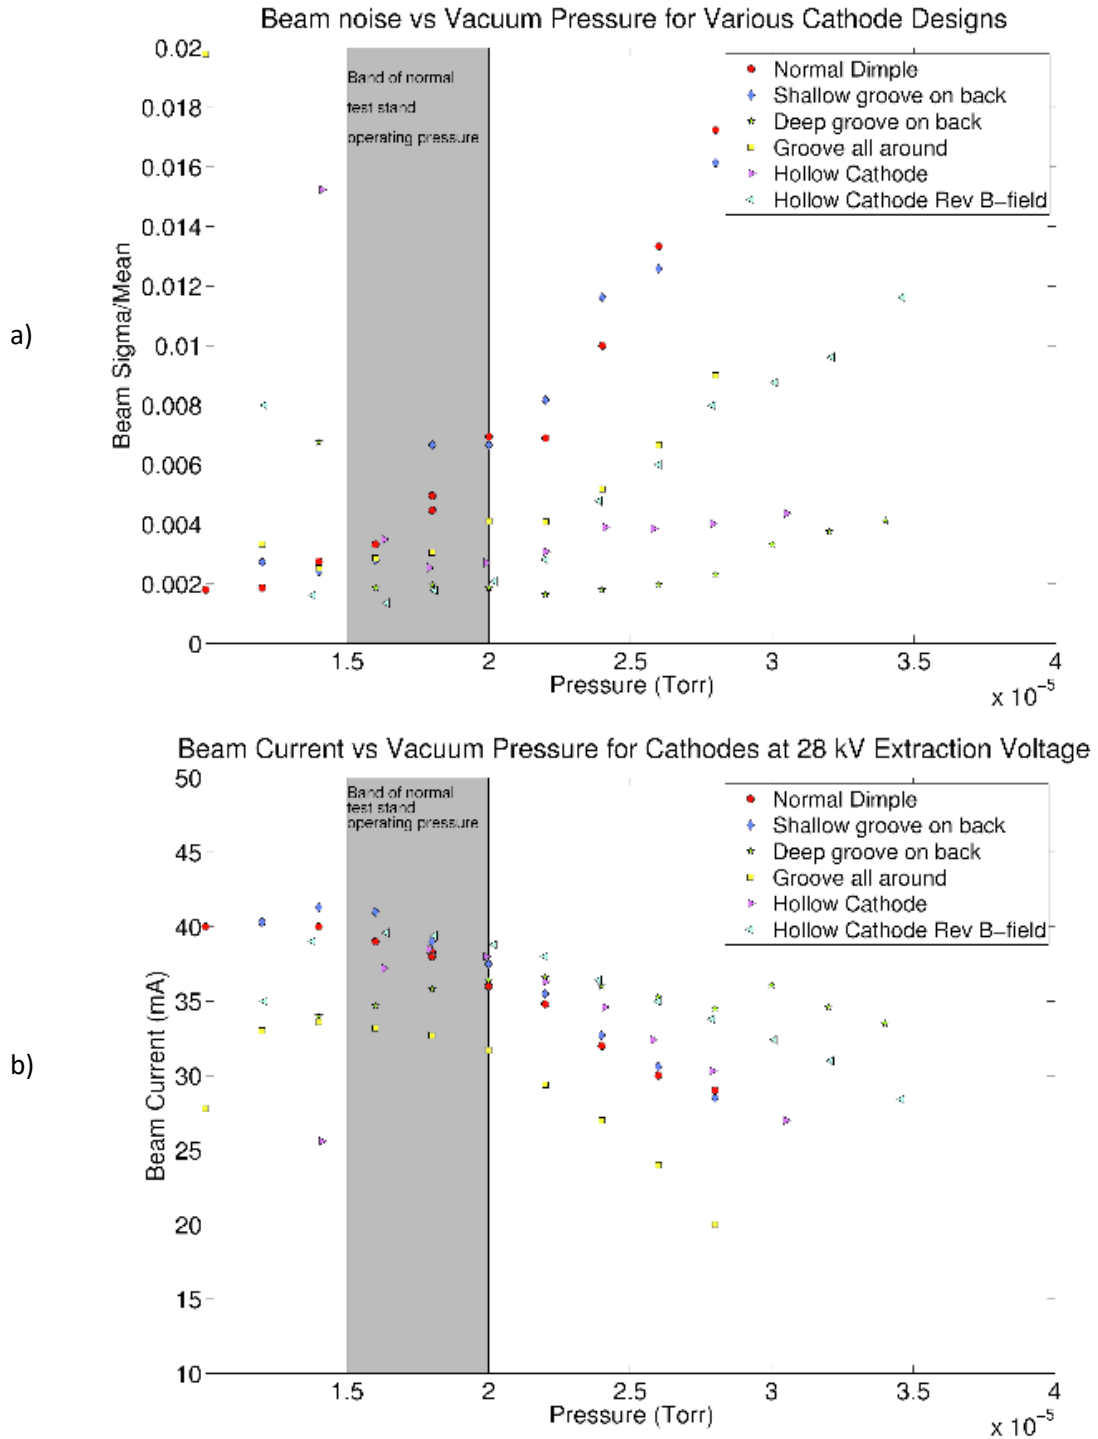 Beam noise vs Vacuum Pressure for Various Cathode Designs
a)
Beam Sigma/Mean
0.02
0.018
0.016
0.014
0.012
0.01
0.008
0.006
0.004
0.002
0
Band of normal
test stand
operating pressure
Normal Dimple
Shallow groove on back
Deep groove on back
Groove all around
Hollow Cathode
Hollow Cathode Rev B−field
1.5 2 2.5 3 3.5 4
Pressure (Torr)
x 10⁻⁵
Beam Current vs Vacuum Pressure for Cathodes at 28 kV Extraction Voltage
b)
Beam Current (mA)
50
45
40
35
30
25
20
15
10
Band of normal
test stand
operating pressure
Normal Dimple
Shallow groove on back
Deep groove on back
Groove all around
Hollow Cathode
Hollow Cathode Rev B−field
1.5 2 2.5 3 3.5 4
Pressure (Torr)
x 10⁻⁵